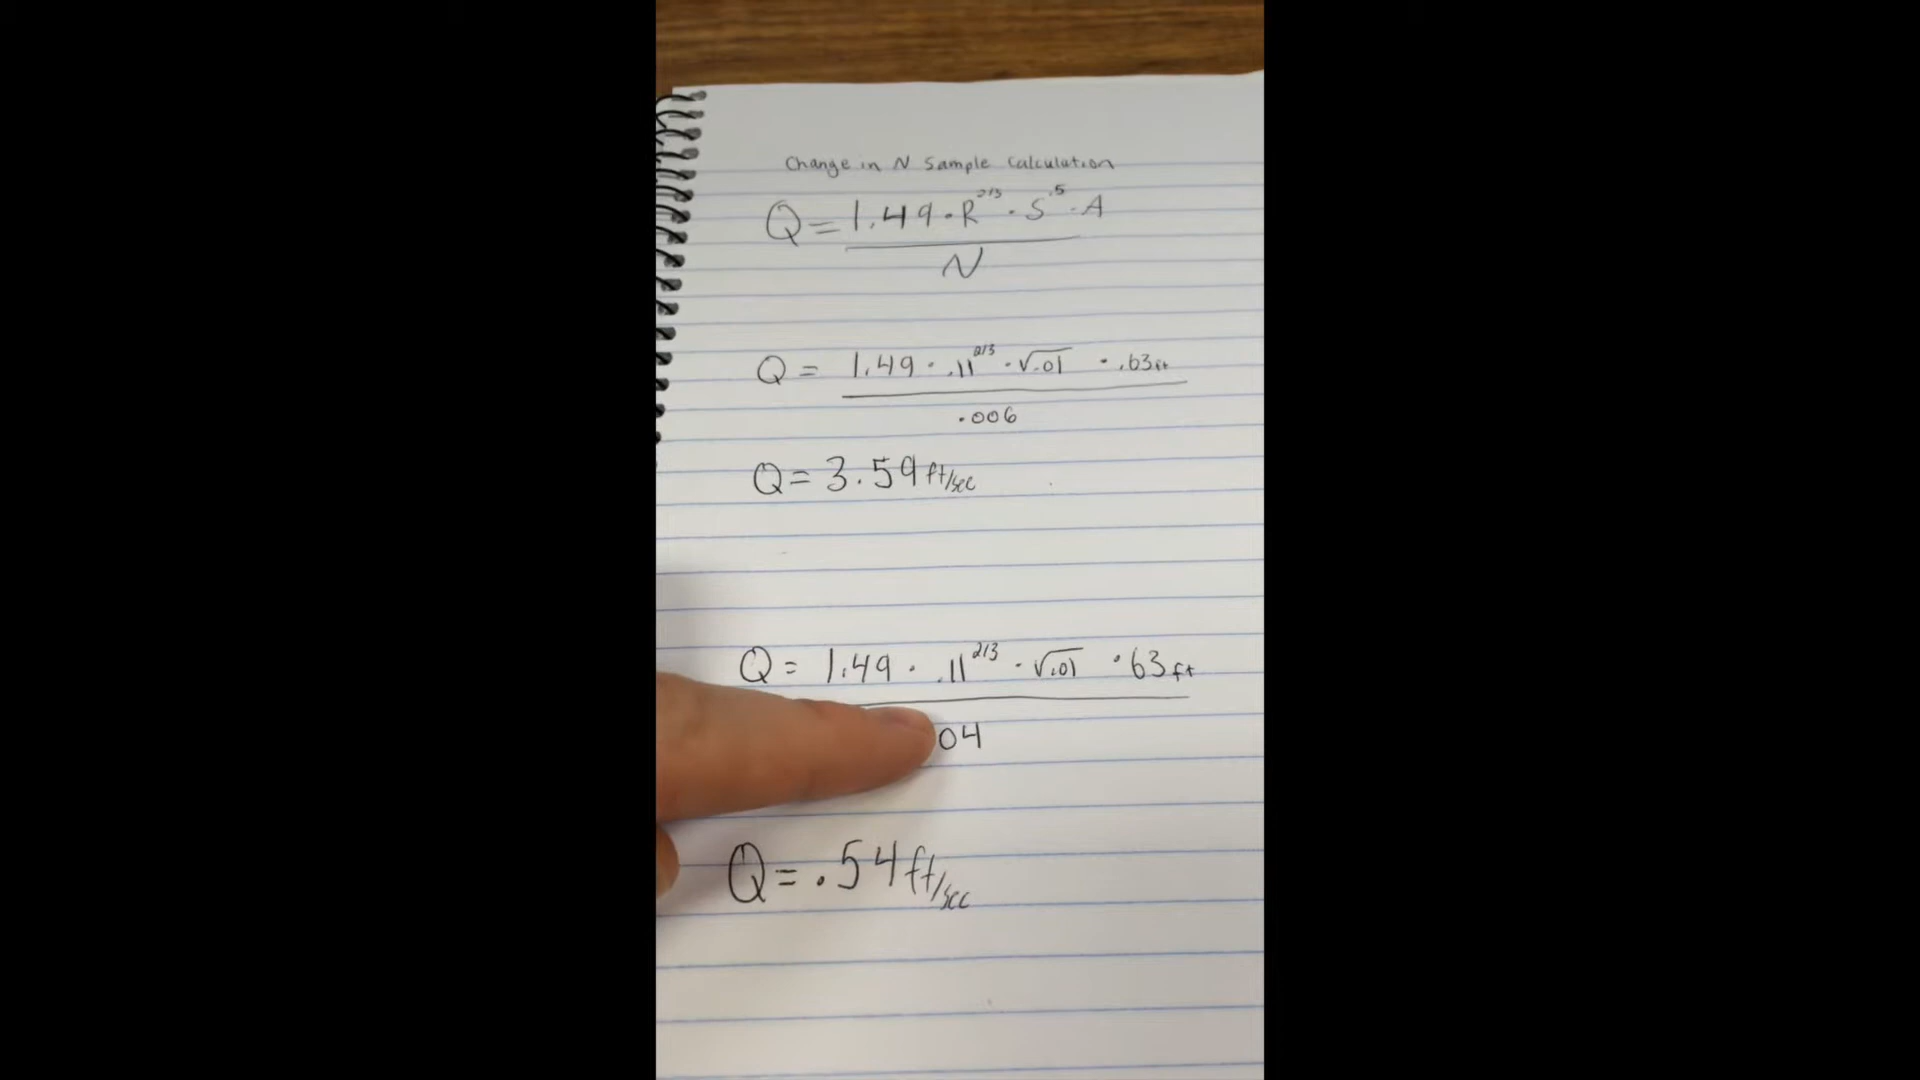 Change in N Sample Calculation
Q = 1.49 · R^2/3 · S^.5 · A
N
Q = 1.49 · .11^2/3 · √.01 · .63ft
.006
Q = 3.59 ft/sec
Q = 1.49 · .11^2/3 · √.01 · 63ft
04
Q = .54 ft/sec